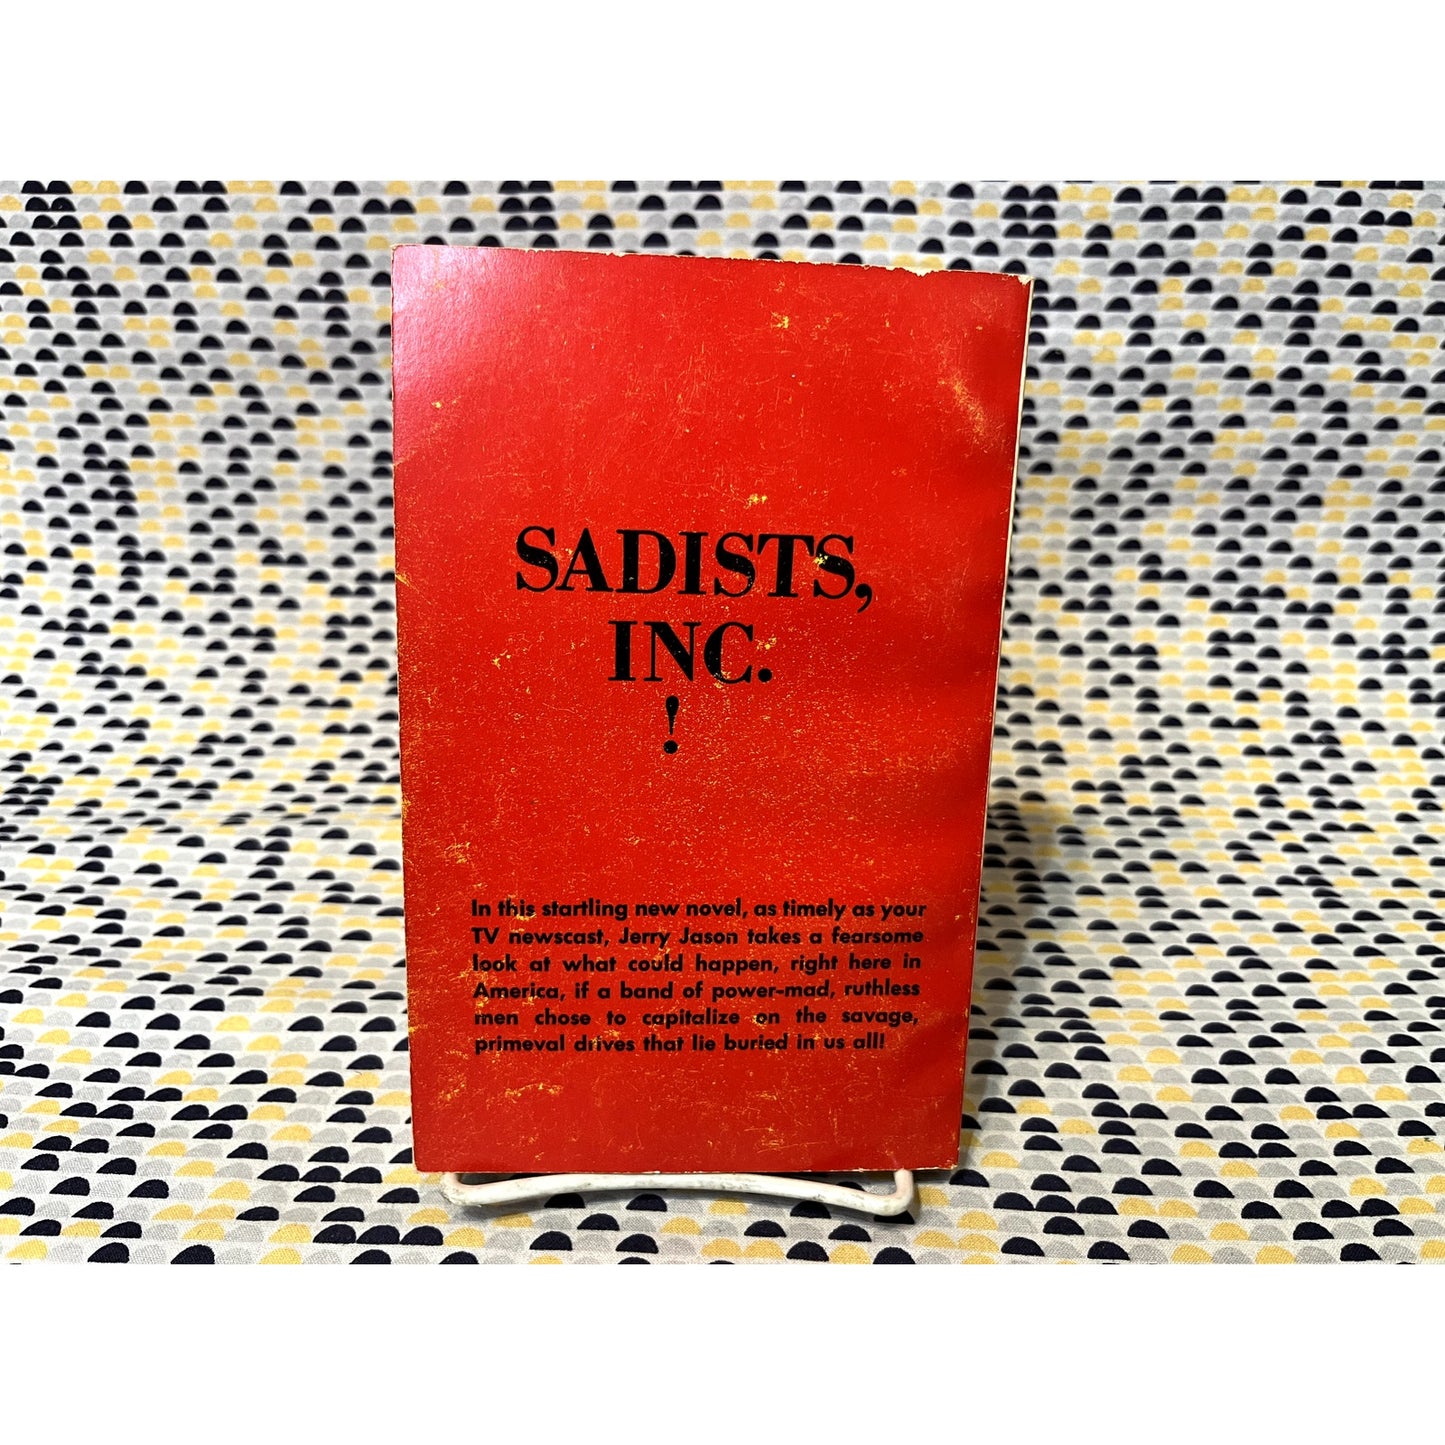 SADISTS,
INC.
!
In this startling new novel, as timely as your
TV newscast, Jerry Jason takes a fearsome
look at what could happen, right here in
America, if a band of power-mad, ruthless
men chose to capitalize on the savage,
primeval drives that lie buried in us all!